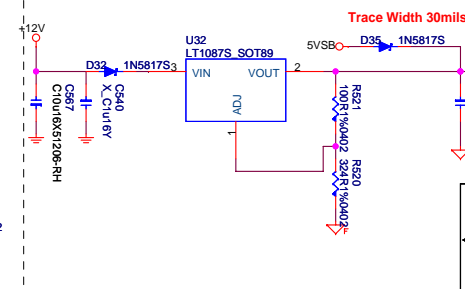 Trace Width 30mils
+12V
U32
LT1087S_SOT89
5VSB
D35
1N5817S
D32
1N5817S
3
VIN
VOUT
2
ADJ
1
C540
X_C1u16Y
C567
C10u16X51206-RH
R521
100R1%0402
R520
324R1%0402